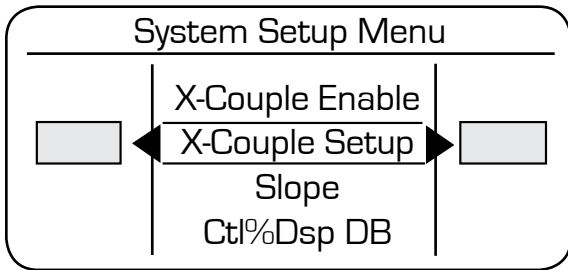 System Setup Menu
X-Couple Enable
X-Couple Setup
Slope
Ctl%Dsp DB